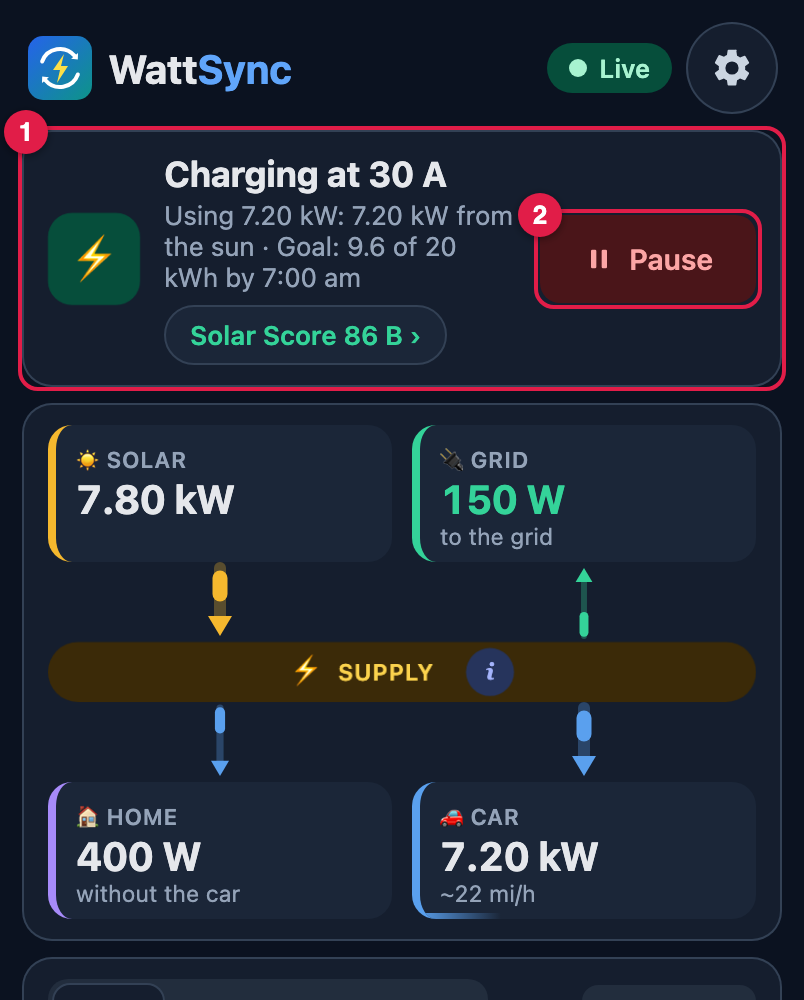 WattSync
Live
1
Charging at 30 A
Using 7.20 kW: 7.20 kW from
the sun · Goal: 9.6 of 20
kWh by 7:00 am
2
Pause
Solar Score 86 B ›
SOLAR
7.80 kW
GRID
150 W
to the grid
SUPPLY
i
HOME
400 W
without the car
CAR
7.20 kW
~22 mi/h